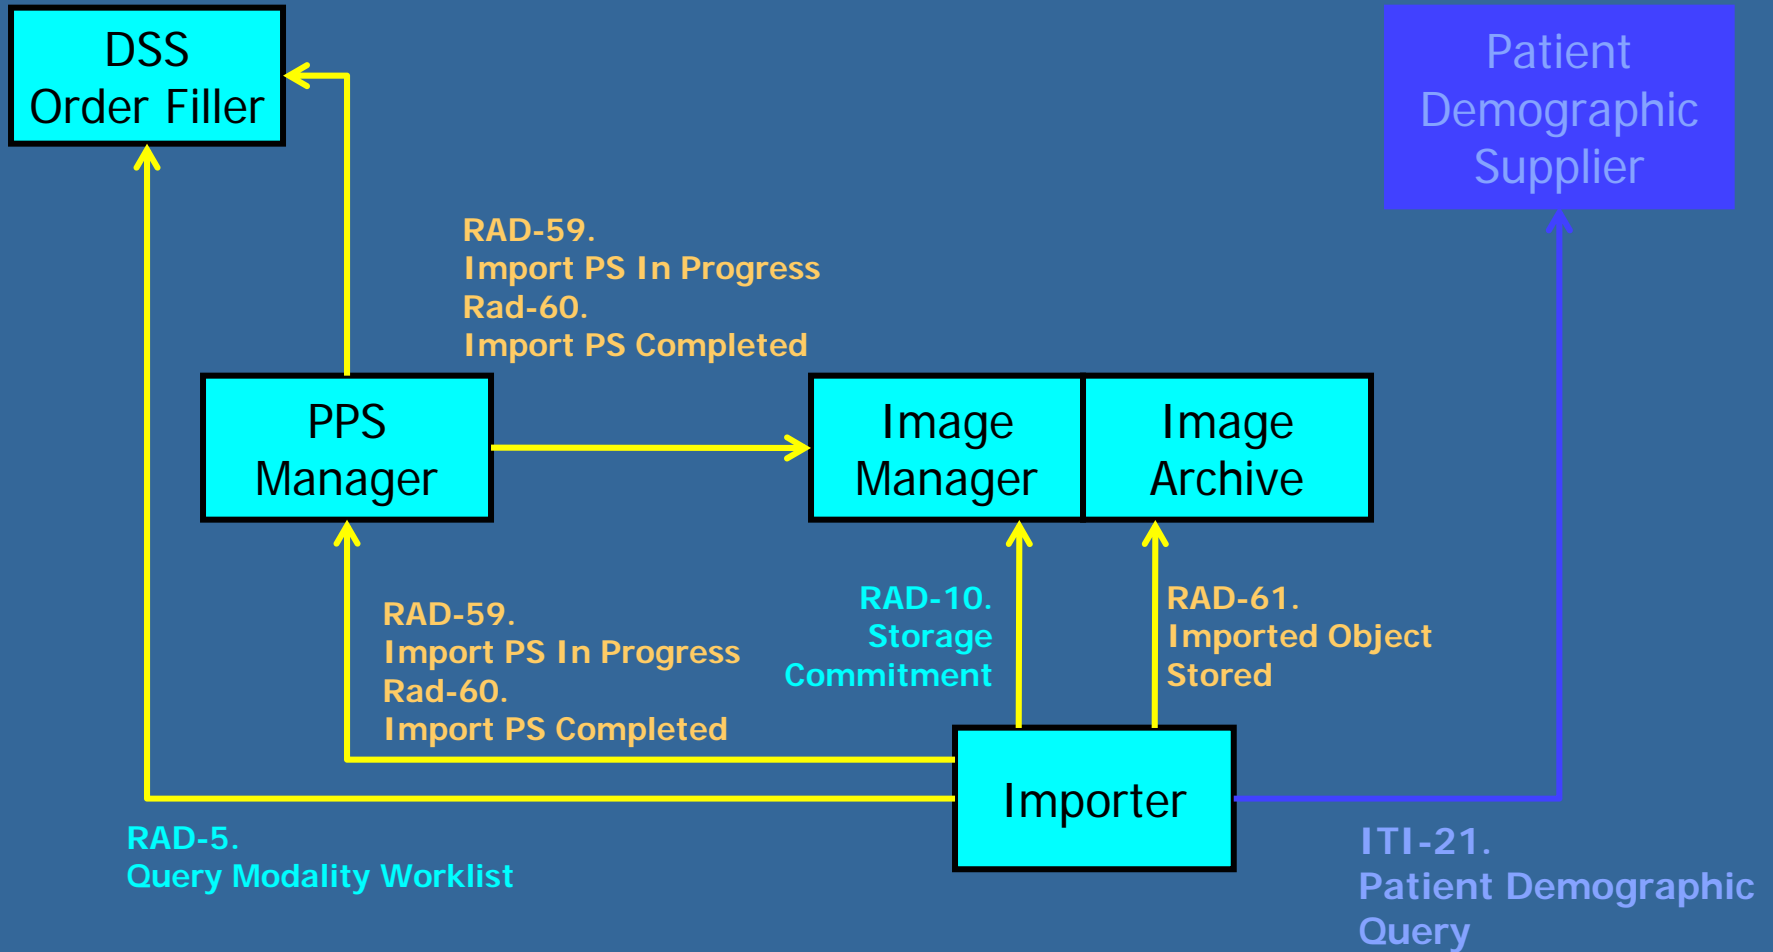 DSS
Order Filler
Patient
Demographic
Supplier
RAD-59.
Import PS In Progress
Rad-60.
Import PS Completed
PPS
Manager
Image
Manager
Image
Archive
RAD-59.
Import PS In Progress
Rad-60.
Import PS Completed
RAD-10.
Storage
Commitment
RAD-61.
Imported Object
Stored
Importer
RAD-5.
Query Modality Worklist
ITI-21.
Patient Demographic
Query